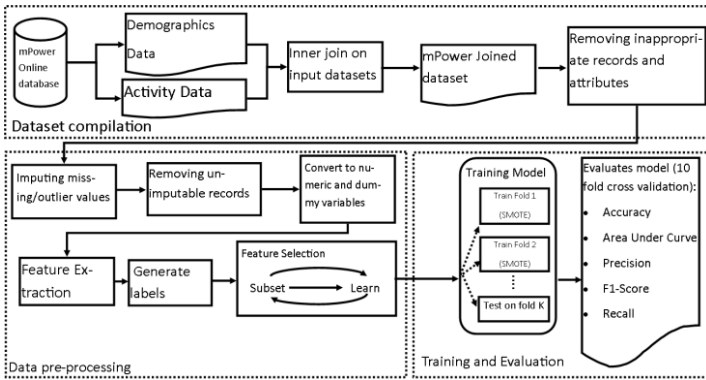 mPower
Online
database
Demographics
Data
Activity Data
Inner join on
input datasets
mPower Joined
dataset
Removing inappropri-
ate records and
attributes
Dataset compilation
Imputing miss-
ing/outlier values
Removing un-
imputable records
Convert to nu-
meric and dum-
my variables
Feature Ex-
traction
Generate
labels
Feature Selection
Subset
Learn
Data pre-processing
Training Model
Train Fold 1
(SMOTE)
Train Fold 2
(SMOTE)
Test on fold K
Evaluates model (10
fold cross validation):
• Accuracy
• Area Under Curve
• Precision
• F1-Score
• Recall
Training and Evaluation